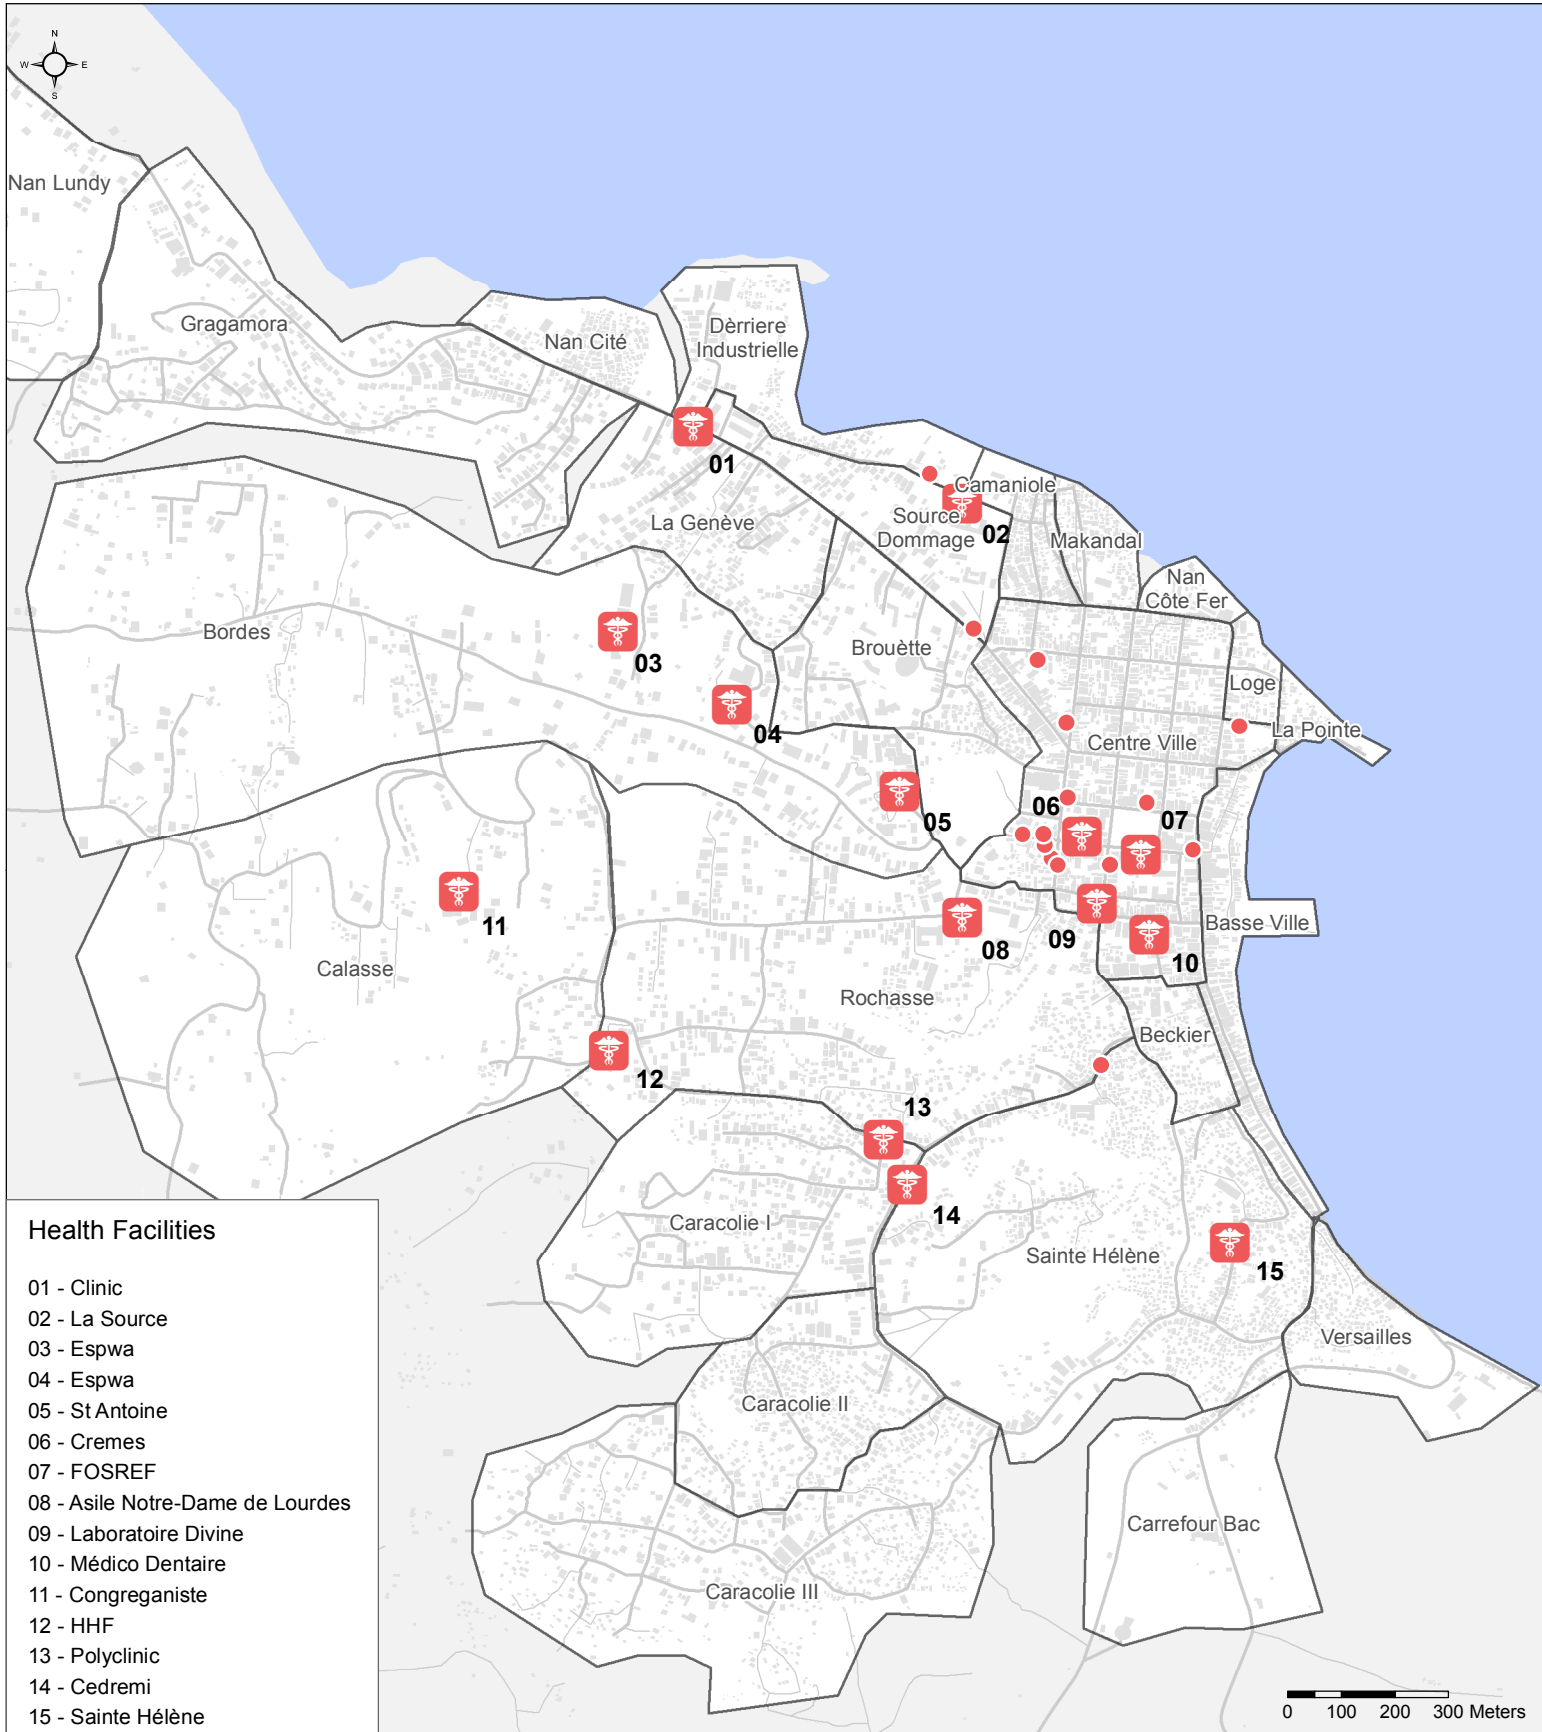 N
W
E
S
Nan Lundy
Gragamora
Nan Cité
Dèrriere
Industrielle
01
Camaniole
La Genève
Source
Dommage
02
Makandal
Nan
Côte Fer
Bordes
03
Brouètte
Loge
04
Centre Ville
La Pointe
05
06
07
11
08
09
Basse Ville
10
Calasse
Rochasse
Beckier
12
13
Caracolie I
14
Sainte Hélène
15
Versailles
Caracolie II
Carrefour Bac
Caracolie III
Health Facilities
01 - Clinic
02 - La Source
03 - Espwa
04 - Espwa
05 - St Antoine
06 - Cremes
07 - FOSREF
08 - Asile Notre-Dame de Lourdes
09 - Laboratoire Divine
10 - Médico Dentaire
11 - Congreganiste
12 - HHF
13 - Polyclinic
14 - Cedremi
15 - Sainte Hélène
0 100 200 300 Meters